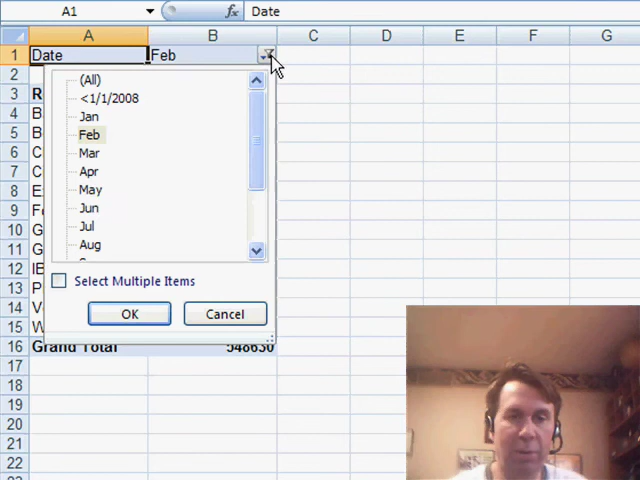 A1 fx Date
A B C D E F G
1 Date Feb
2
3
4
5
6
7
8
9
10
11
12
13
14
15
16 Grand Total 548630
17
18
19
20
21
22
(All)
<1/1/2008
Jan
Feb
Mar
Apr
May
Jun
Jul
Aug
Select Multiple Items
OK Cancel